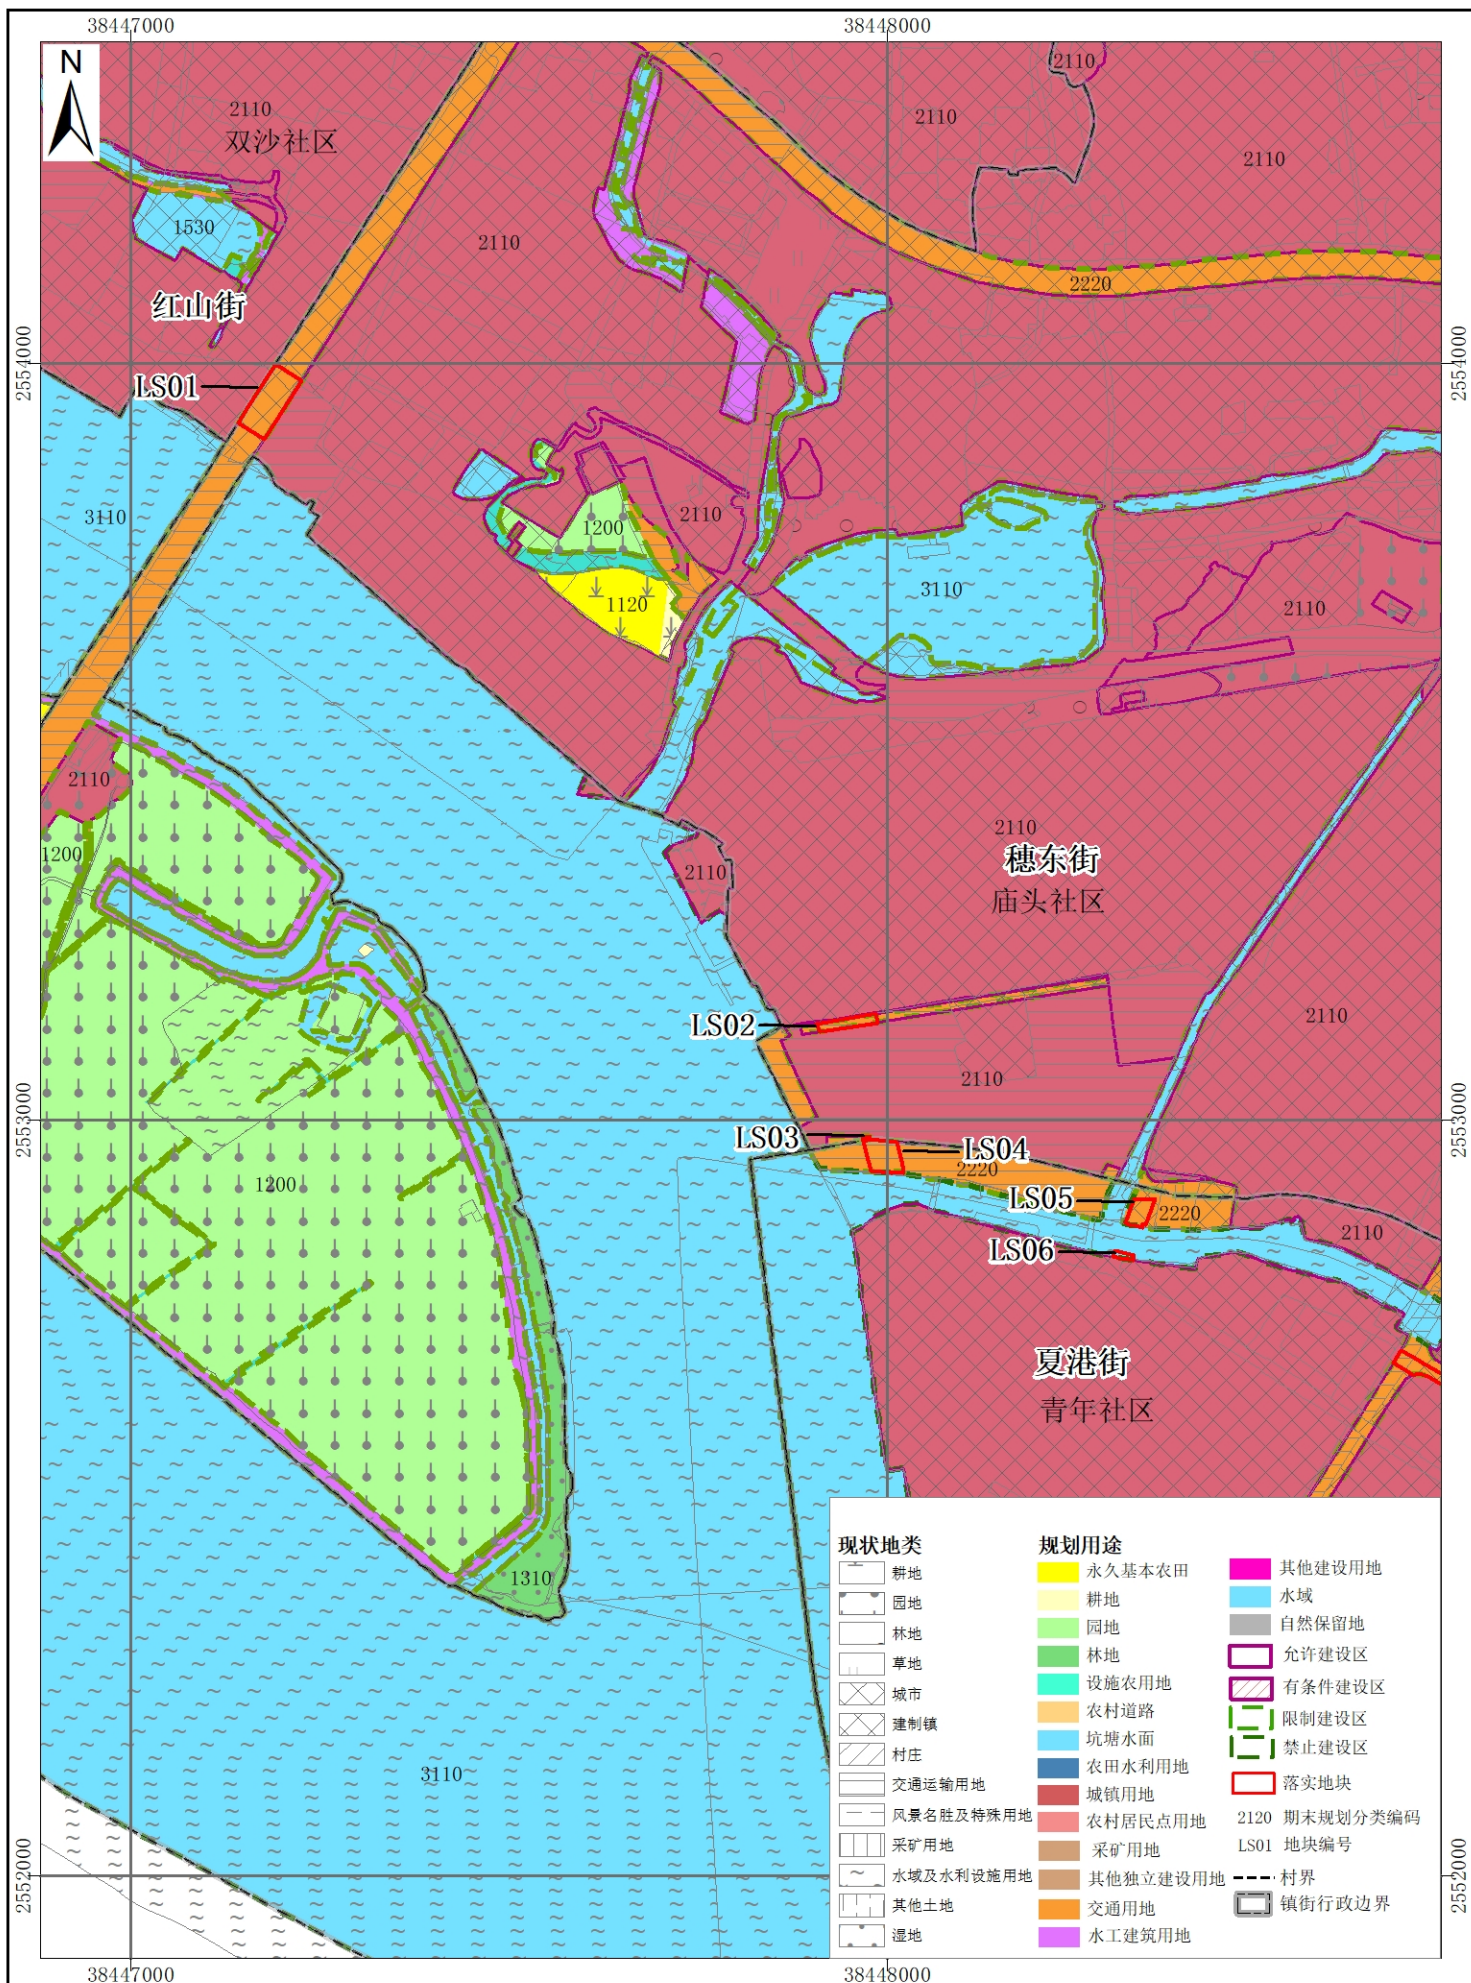 38447000
38448000
N
2110
双沙社区
2110
2110
2110
1530
2110
红山街
2220
2554000
2554000
LS01
3110
1200
2110
1120
3110
2110
2110
2110
穗东街
庙头社区
1200
2110
LS02
2110
2110
2553000
2553000
LS03
LS04
2220
1200
LS05
2220
2110
LS06
夏港街
青年社区
1310
3110
2552000
2552000
现状地类
耕地
园地
林地
草地
城市
建制镇
村庄
交通运输用地
风景名胜及特殊用地
采矿用地
水域及水利设施用地
其他土地
湿地
规划用途
永久基本农田
耕地
园地
林地
设施农用地
农村道路
坑塘水面
农田水利用地
城镇用地
农村居民点用地
采矿用地
其他独立建设用地
交通用地
水工建筑用地
其他建设用地
水域
自然保留地
允许建设区
有条件建设区
限制建设区
禁止建设区
落实地块
2120 期末规划分类编码
LS01 地块编号
村界
镇街行政边界
38447000
38448000